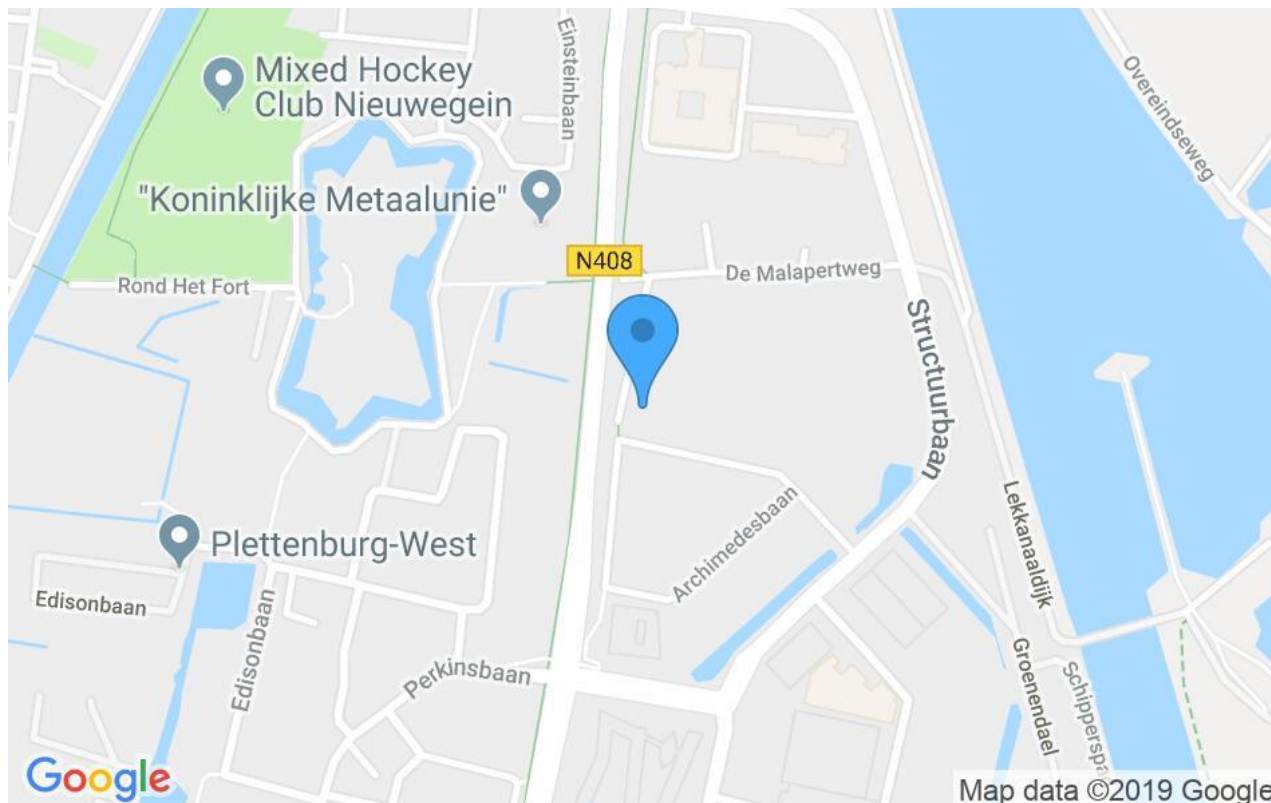 Mixed Hockey
Club Nieuwegein
Einsteinbaan
Overeindseweg
"Koninklijke Metaalunie"
N408
De Malapertweg
Rond Het Fort
Structuurbaan
Lekkanaaldijk
Archimedesbaan
Plettenburg-West
Edisonbaan
Edisonbaan
Perkinsbaan
Groenendael
Schipperspa
Google
Map data ©2019 Google